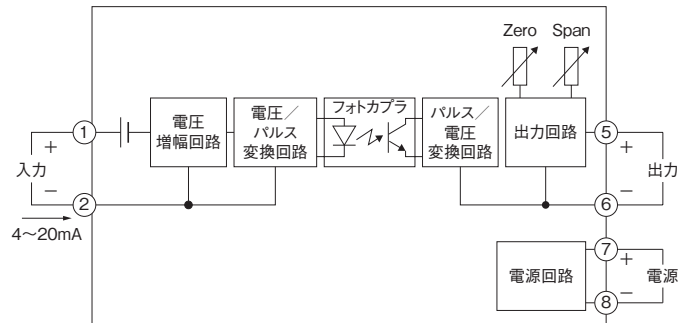 Zero Span
①
+
入力
−
②
4～20mA
電圧
増幅回路
電圧／
パルス
変換回路
フォトカプラ
パルス／
電圧
変換回路
出力回路
⑤
+
出力
−
⑥
電源回路
⑦
+
電源
−
⑧